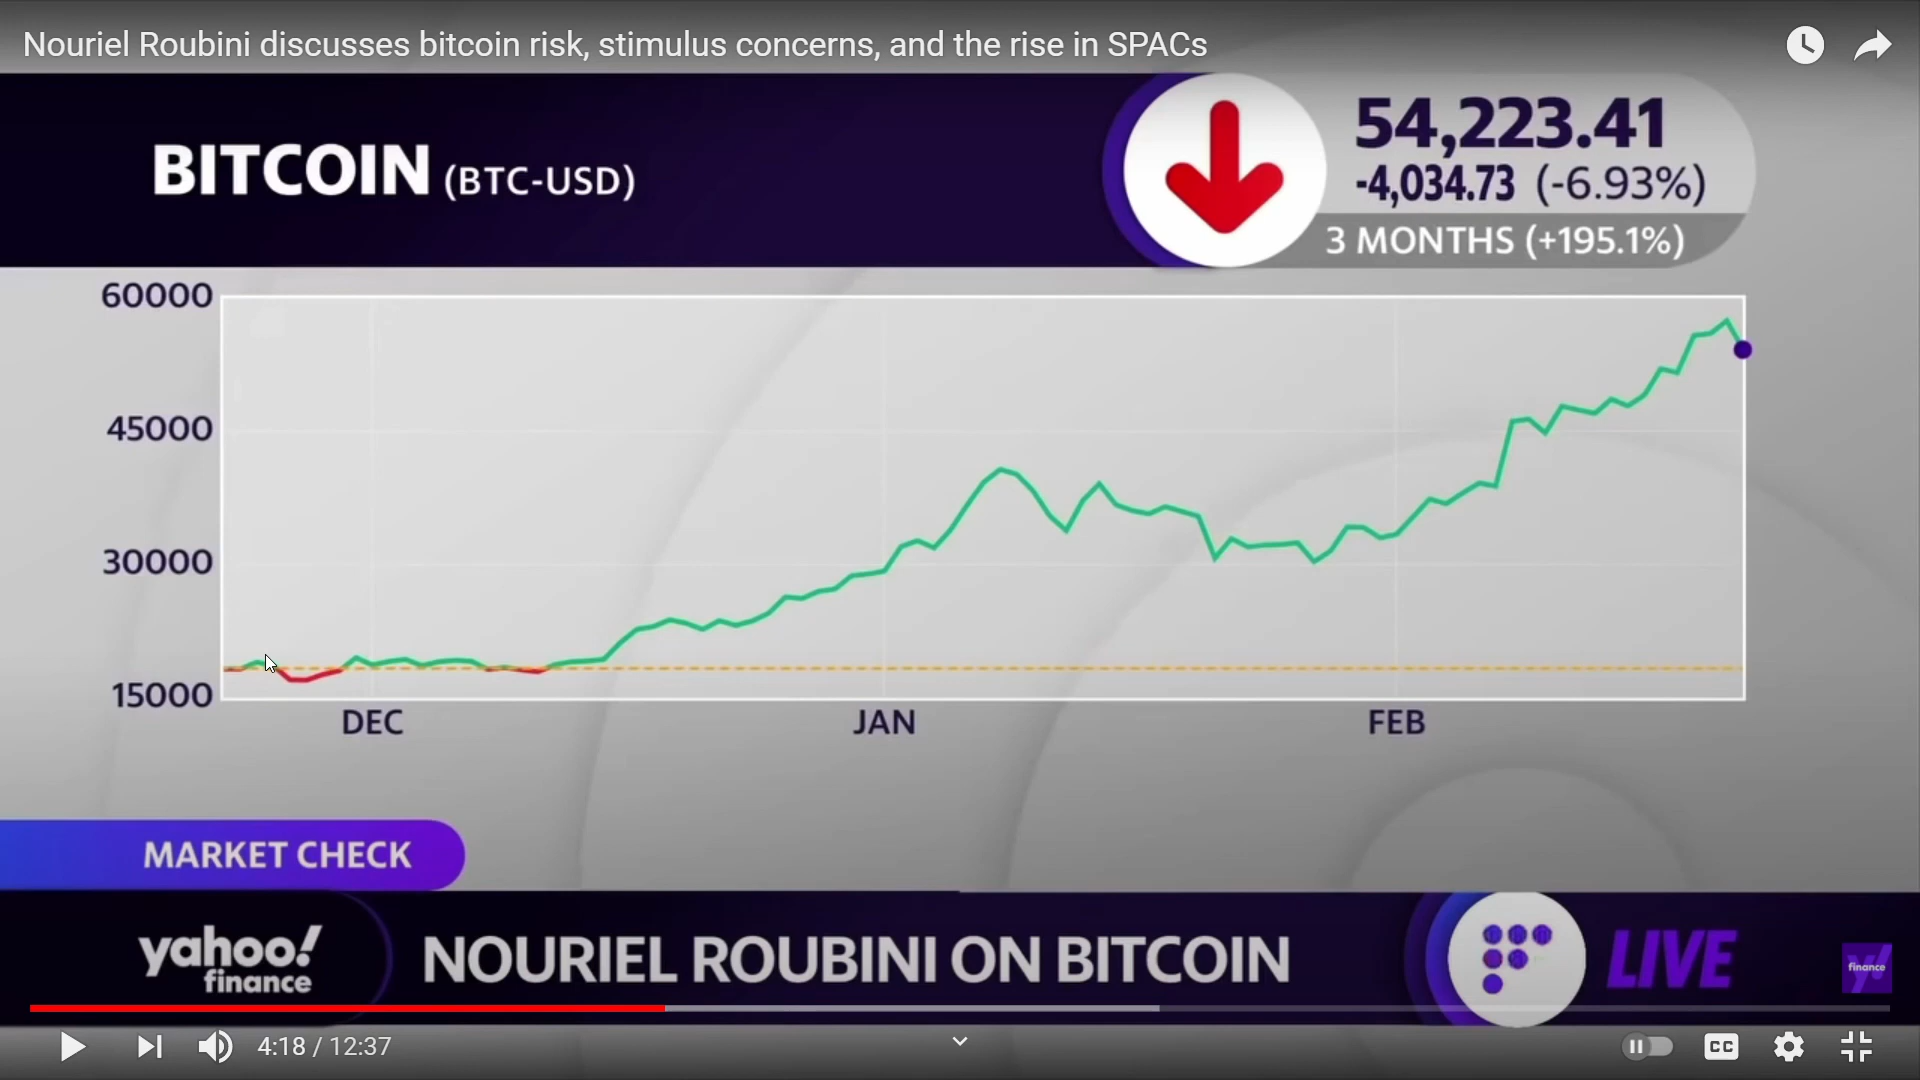 Nouriel Roubini discusses bitcoin risk, stimulus concerns, and the rise in SPACs
BITCOIN (BTC-USD)
54,223.41
-4,034.73 (-6.93%)
3 MONTHS (+195.1%)
60000
45000
30000
15000
DEC JAN FEB
MARKET CHECK
yahoo!
finance
NOURIEL ROUBINI ON BITCOIN
LIVE
y!
finance
4:18 / 12:37
CC